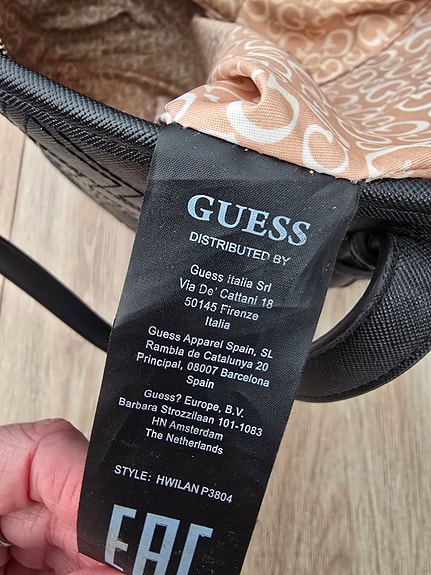 GUESS
DISTRIBUTED BY
Guess Italia Srl
Via De' Cattani 18
50145 Firenze
Italia
Guess Apparel Spain, SL
Rambla de Catalunya 20
Principal, 08007 Barcelona
Spain
Guess? Europe, B.V.
Barbara Strozzilaan 101-1083
HN Amsterdam
The Netherlands
STYLE: HWILAN P3804
EAC